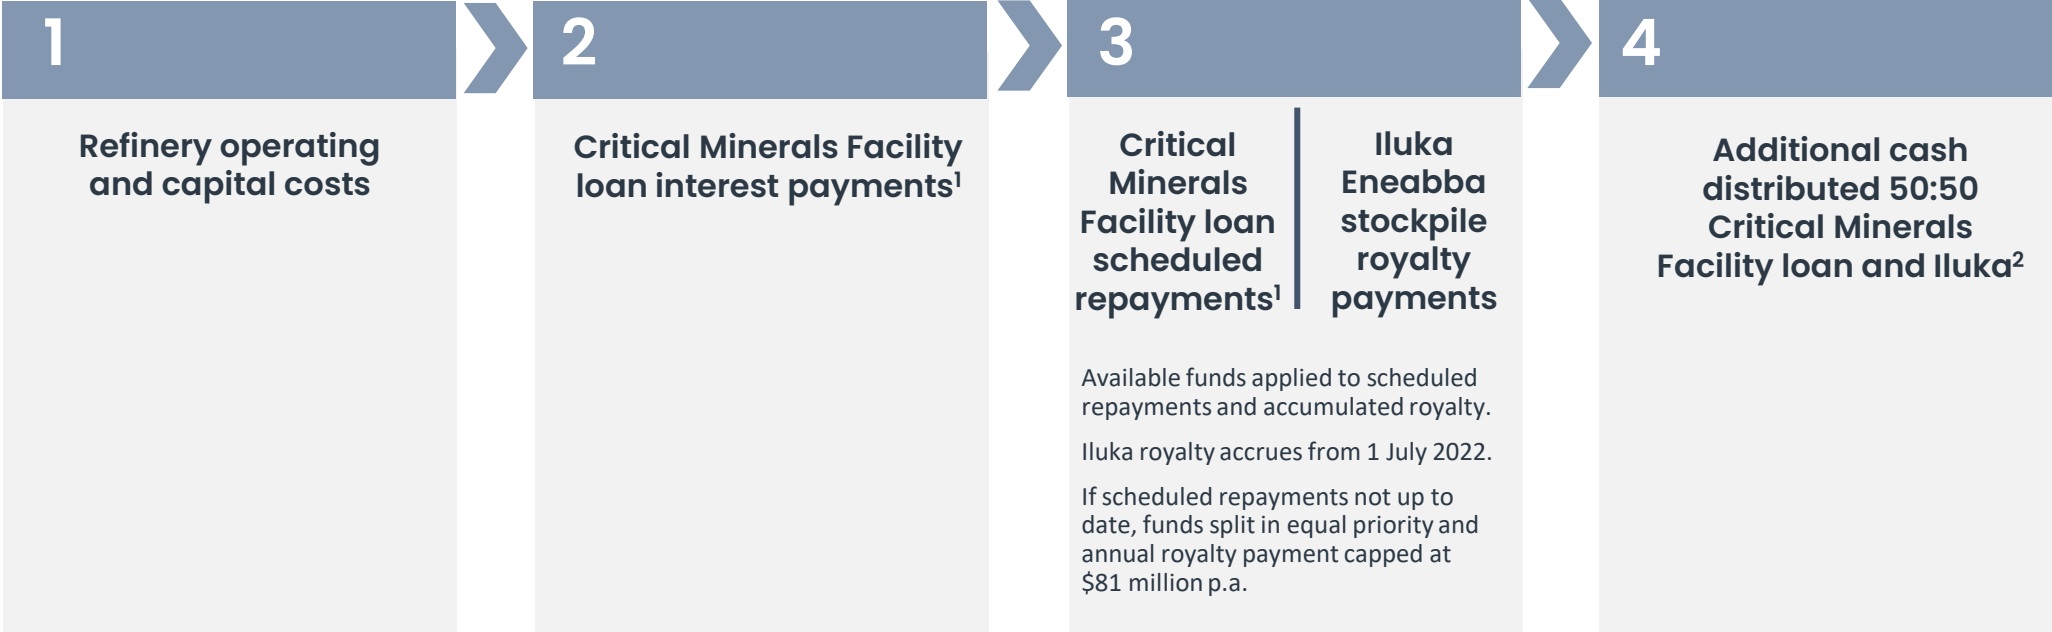 1
Refinery operating
and capital costs
2
Critical Minerals Facility
loan interest payments¹
3
Critical
Minerals
Facility loan
scheduled
repayments¹
Iluka
Eneabba
stockpile
royalty
payments
Available funds applied to scheduled
repayments and accumulated royalty.
Iluka royalty accrues from 1 July 2022.
If scheduled repayments not up to
date, funds split in equal priority and
annual royalty payment capped at
$81 million p.a.
4
Additional cash
distributed 50:50
Critical Minerals
Facility loan and Iluka²